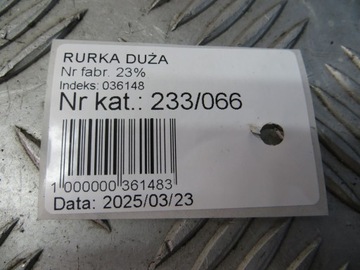 RURKA DUŻA
Nr fabr. 23%
Indeks: 036148
Nr kat.: 233/066
1 000000 361483
Data: 2025/03/23